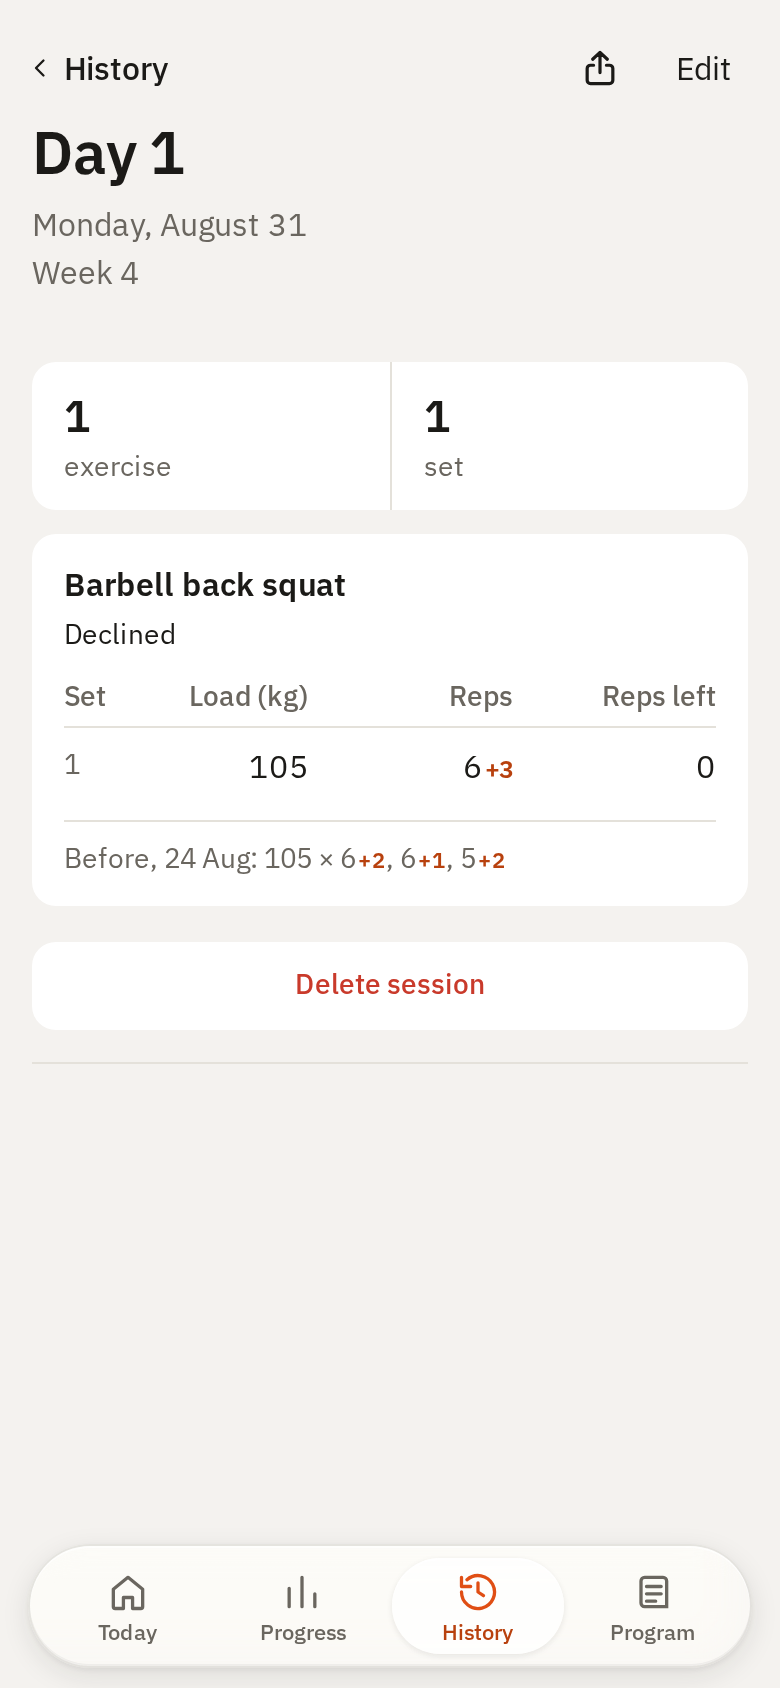 History
Edit
Day 1
Monday, August 31
Week 4
1
exercise
1
set
Barbell back squat
Declined
Set Load (kg) Reps Reps left
1 105 6+3 0
Before, 24 Aug: 105 × 6+2, 6+1, 5+2
Delete session
Today Progress History Program